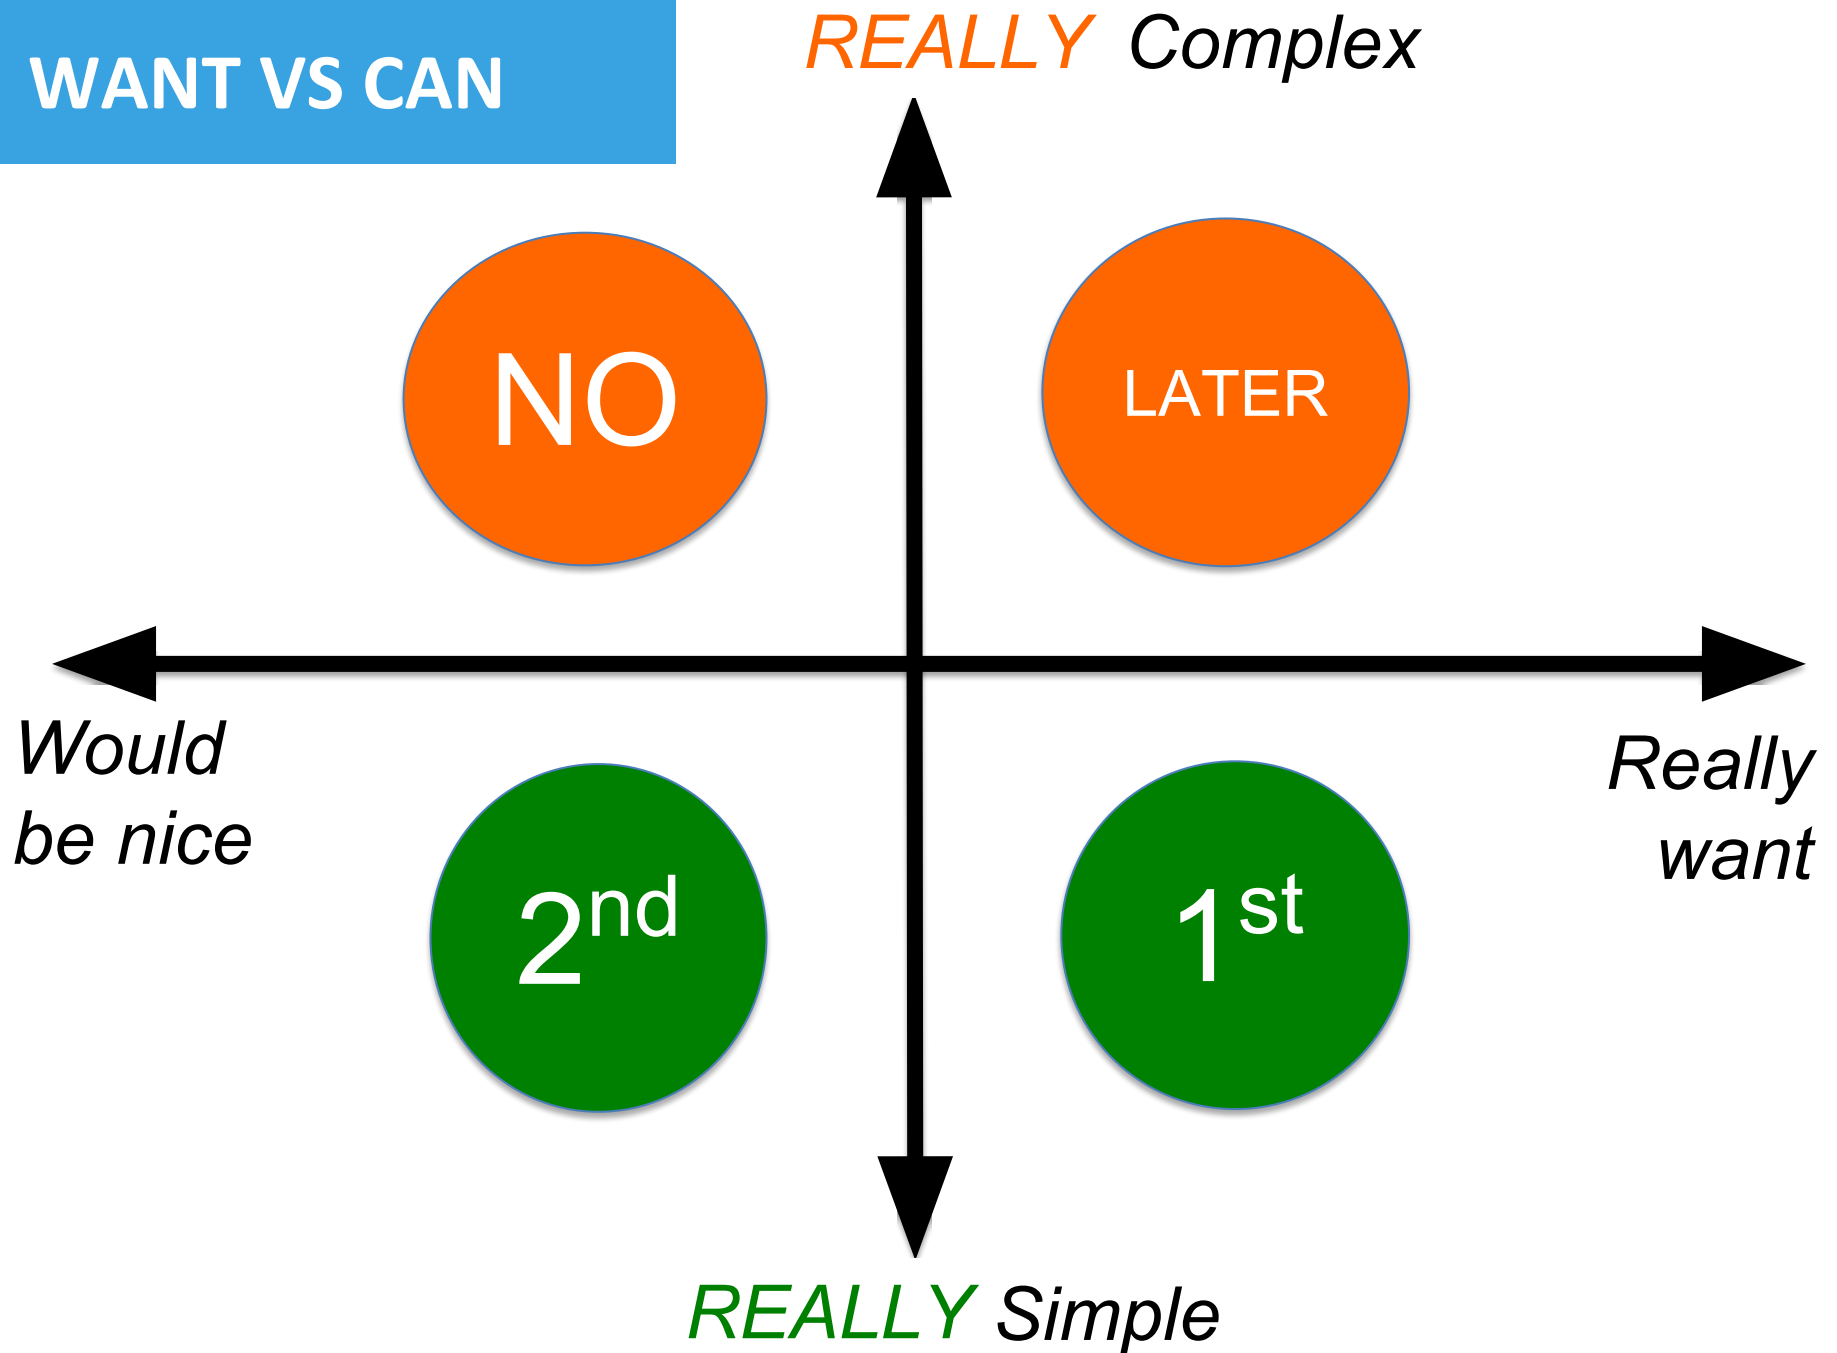 WANT VS CAN
REALLY Complex
NO
LATER
Would
be nice
Really
want
2nd
1st
REALLY Simple